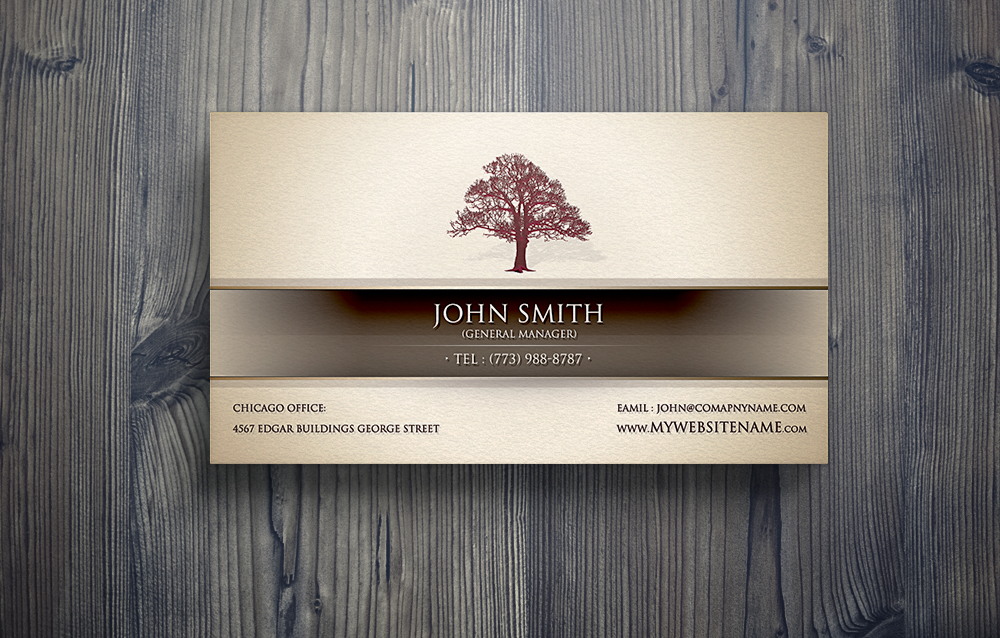 JOHN SMITH
(GENERAL MANAGER)
• TEL : (773) 988-8787 •
CHICAGO OFFICE:
4567 EDGAR BUILDINGS GEORGE STREET
EAMIL : JOHN@COMAPNYNAME.COM
WWW.MYWEBSITENAME.COM